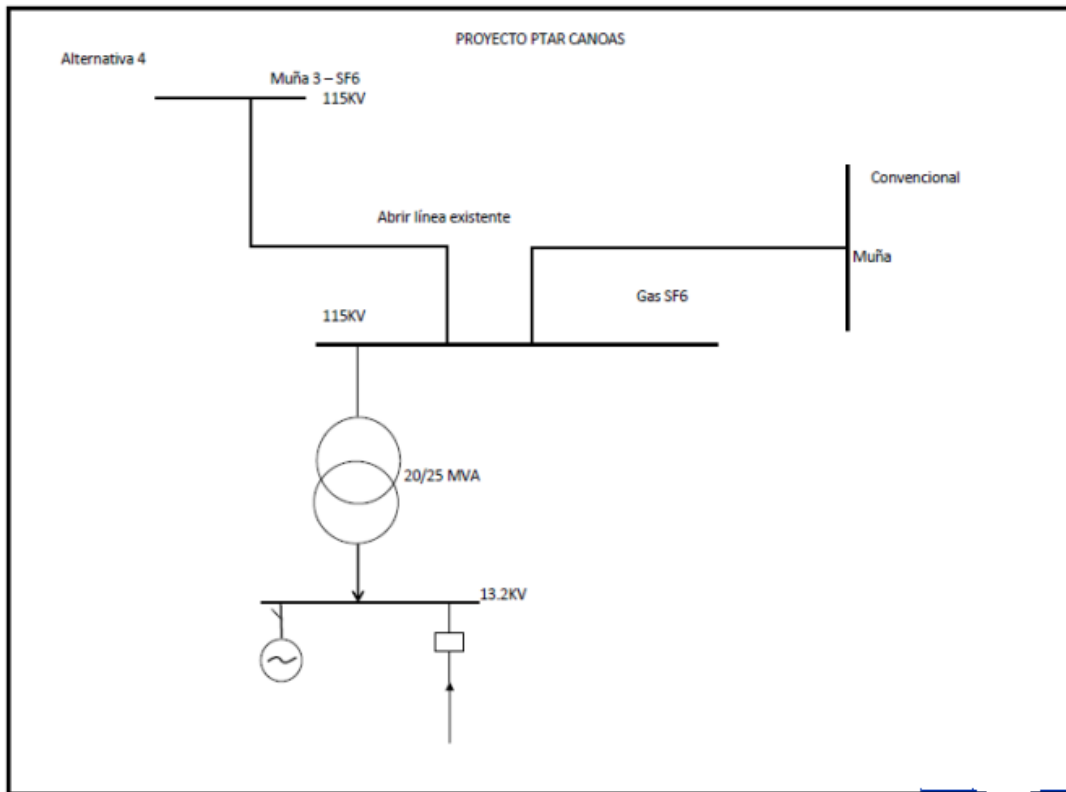 PROYECTO PTAR CANOAS
Alternativa 4
Muña 3 – SF6
115KV
Convencional
Abrir línea existente
Muña
Gas SF6
115KV
20/25 MVA
13.2KV